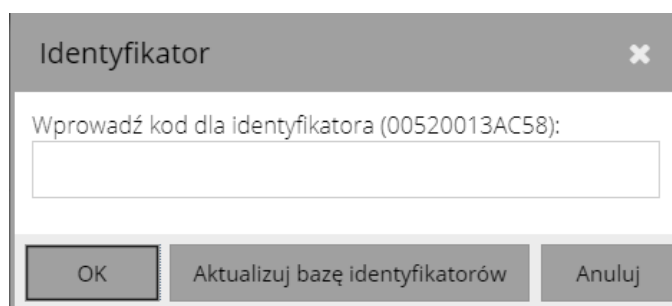 Identyfikator
Wprowadź kod dla identyfikatora (00520013AC58):
OK Aktualizuj bazę identyfikatorów Anuluj